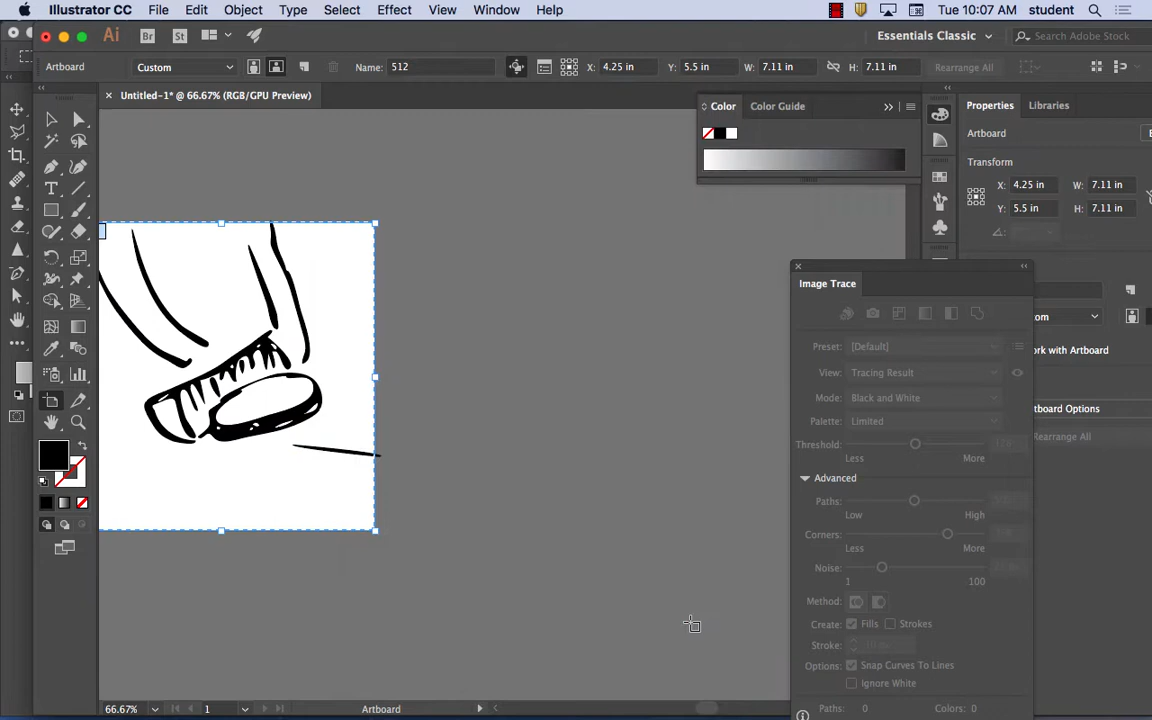 Illustrator CC File Edit Object Type Select Effect View Window Help Tue 10:07 AM student
Ai Br St Essentials Classic Search Adobe Stock
Artboard Custom Name: 512 X: 4.25 in Y: 5.5 in W: 7.11 in H: 7.11 in Rearrange All
× Untitled-1* @ 66.67% (RGB/GPU Preview)
Color Color Guide
Properties Libraries
Artboard
Transform
X: 4.25 in W: 7.11 in
Y: 5.5 in H: 7.11 in
Image Trace
Preset: [Default]
View: Tracing Result
Mode: Black and White
Palette: Limited
Threshold:
Less More
Advanced
Paths:
Low High
Corners:
Less More
Noise:
1 100
Method:
Create: Fills Strokes
Stroke:
Options: Snap Curves To Lines
Ignore White
Paths: 0 Colors: 0
om
ork with Artboard
tboard Options
Rearrange All
66.67% 1 Artboard